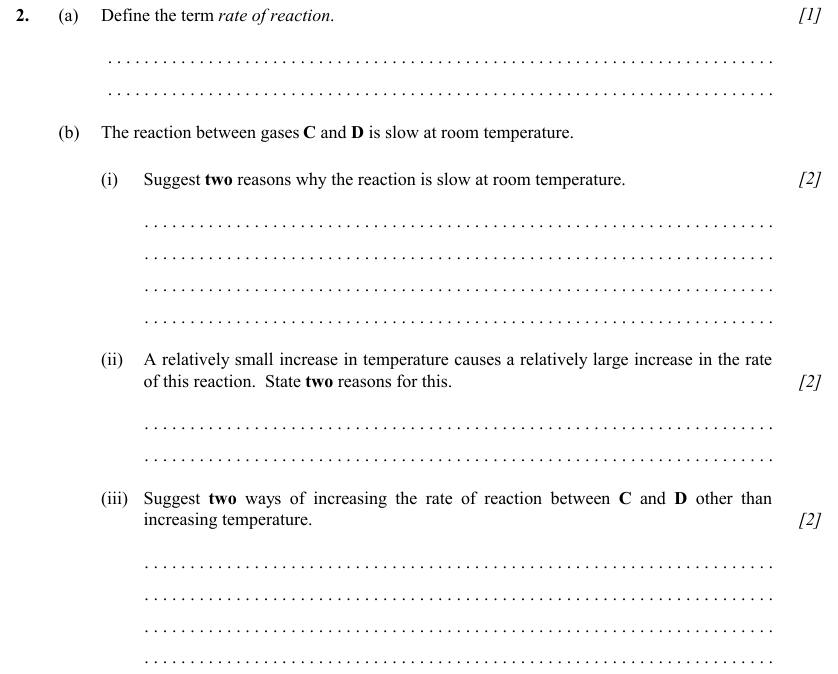 2. (a) Define the term rate of reaction. [1]
. . . . . . . . . . . . . . . . . . . . . . . . . . . . . . . . . . . . . . . . . . . . . . . . . . . . . . . . . . . . . . . . . . . . . . . . .
. . . . . . . . . . . . . . . . . . . . . . . . . . . . . . . . . . . . . . . . . . . . . . . . . . . . . . . . . . . . . . . . . . . . . . . . .
(b) The reaction between gases C and D is slow at room temperature.
(i) Suggest two reasons why the reaction is slow at room temperature. [2]
. . . . . . . . . . . . . . . . . . . . . . . . . . . . . . . . . . . . . . . . . . . . . . . . . . . . . . . . . . . . . . . . . . . . .
. . . . . . . . . . . . . . . . . . . . . . . . . . . . . . . . . . . . . . . . . . . . . . . . . . . . . . . . . . . . . . . . . . . . .
. . . . . . . . . . . . . . . . . . . . . . . . . . . . . . . . . . . . . . . . . . . . . . . . . . . . . . . . . . . . . . . . . . . . .
. . . . . . . . . . . . . . . . . . . . . . . . . . . . . . . . . . . . . . . . . . . . . . . . . . . . . . . . . . . . . . . . . . . . .
(ii) A relatively small increase in temperature causes a relatively large increase in the rate
of this reaction. State two reasons for this. [2]
. . . . . . . . . . . . . . . . . . . . . . . . . . . . . . . . . . . . . . . . . . . . . . . . . . . . . . . . . . . . . . . . . . . . .
. . . . . . . . . . . . . . . . . . . . . . . . . . . . . . . . . . . . . . . . . . . . . . . . . . . . . . . . . . . . . . . . . . . . .
(iii) Suggest two ways of increasing the rate of reaction between C and D other than
increasing temperature. [2]
. . . . . . . . . . . . . . . . . . . . . . . . . . . . . . . . . . . . . . . . . . . . . . . . . . . . . . . . . . . . . . . . . . . . .
. . . . . . . . . . . . . . . . . . . . . . . . . . . . . . . . . . . . . . . . . . . . . . . . . . . . . . . . . . . . . . . . . . . . .
. . . . . . . . . . . . . . . . . . . . . . . . . . . . . . . . . . . . . . . . . . . . . . . . . . . . . . . . . . . . . . . . . . . . .
. . . . . . . . . . . . . . . . . . . . . . . . . . . . . . . . . . . . . . . . . . . . . . . . . . . . . . . . . . . . . . . . . . . . .